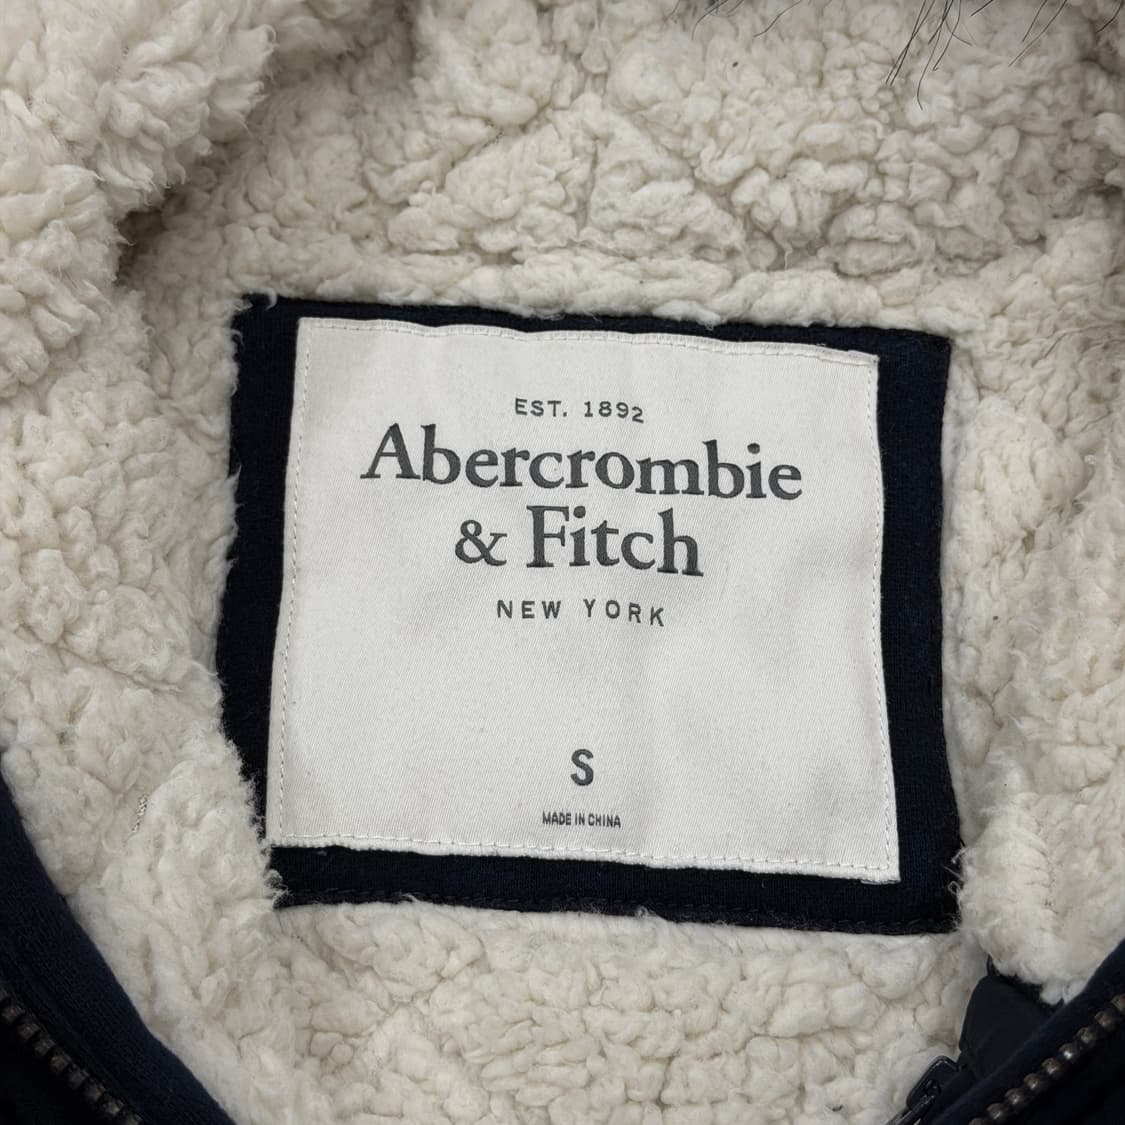 EST. 1892
Abercrombie
& Fitch
NEW YORK
S
MADE IN CHINA